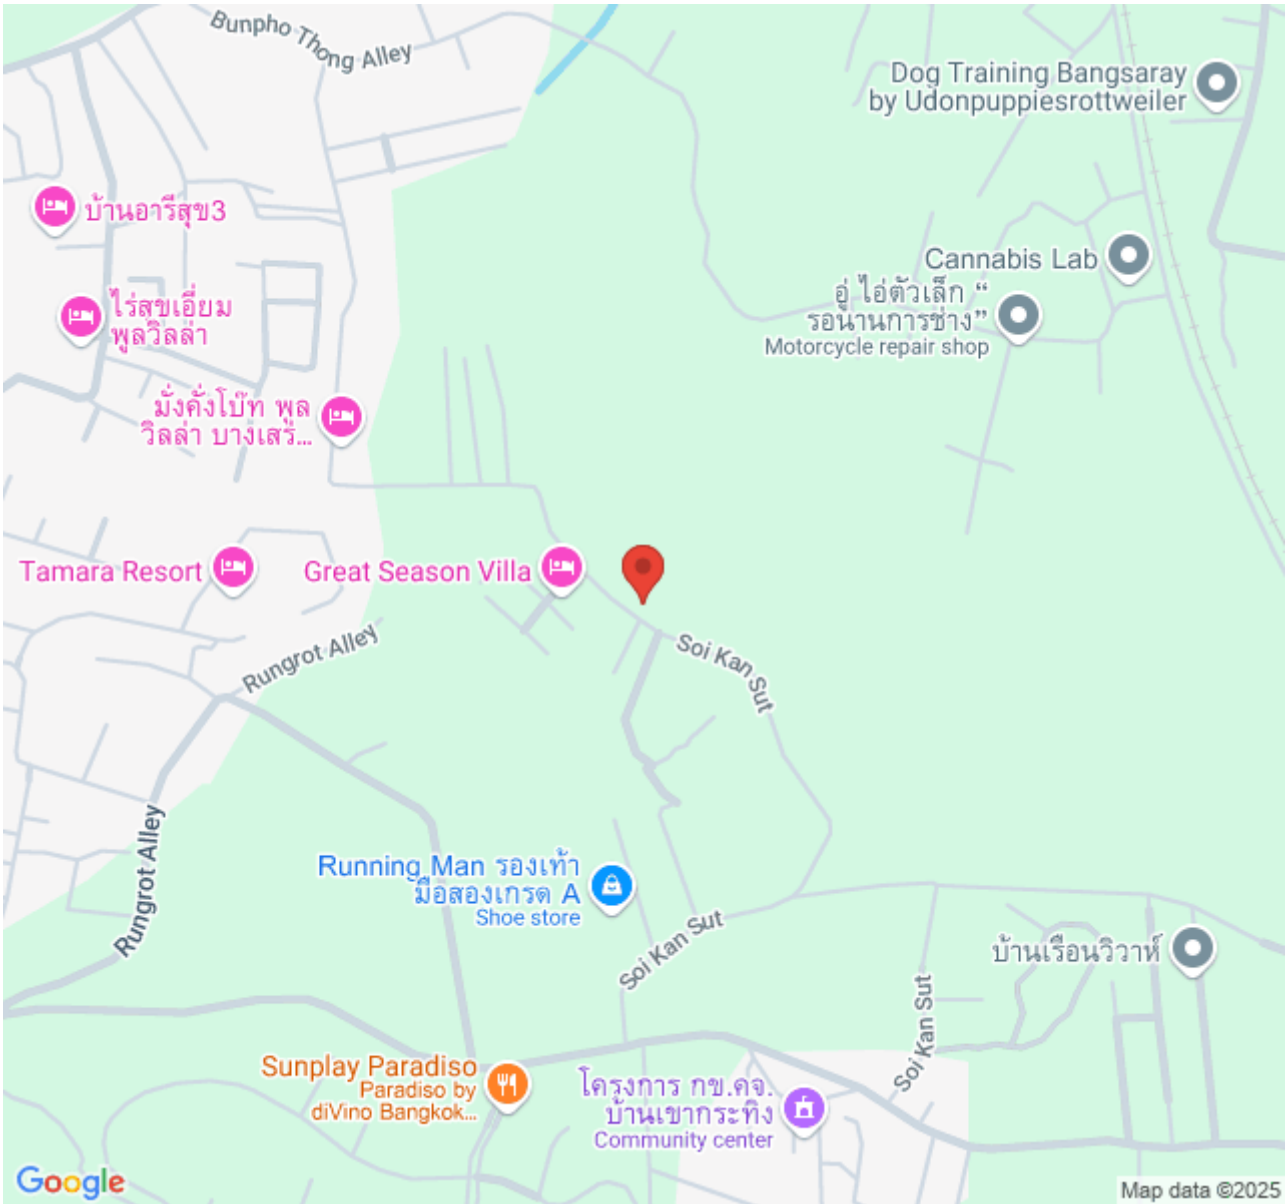 Bunpho Thong Alley
Dog Training Bangsaray
by Udonpuppiesrottweiler
บ้านอารีสุข3
Cannabis Lab
ไร่สุขเอี่ยม
พูลวิลล่า
อู่ ไอ่ตัวเล็ก “
รอนานการช่าง”
Motorcycle repair shop
มั่งคั่งโบ๊ท พูล
วิลล่า บางเสร่...
Tamara Resort
Great Season Villa
Rungrot Alley
Soi Kan Sut
Rungrot Alley
Running Man รองเท้า
มือสองเกรด A
Shoe store
Soi Kan Sut
บ้านเรือนวิวาห์
Soi Kan Sut
Sunplay Paradiso
Paradiso by
diVino Bangkok...
โครงการ กข.คจ.
บ้านเขากระทิง
Community center
Google
Map data ©2025